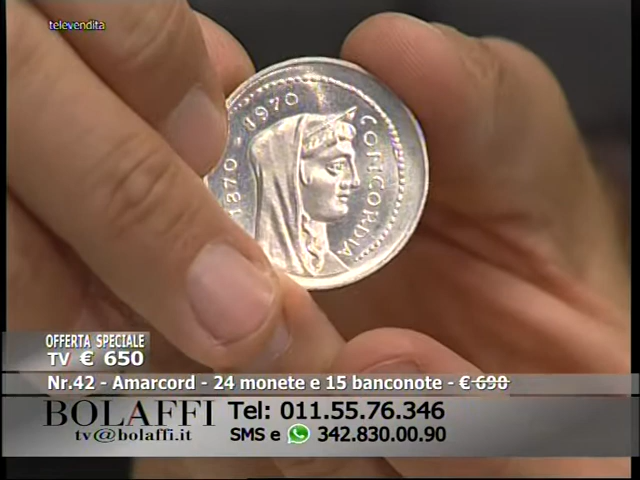 televendita
1870 - 1970 CONCORDIA
OFFERTA SPECIALE
TV € 650
Nr.42 - Amarcord - 24 monete e 15 banconote - € 690
BOLAFFI
tv@bolaffi.it
Tel: 011.55.76.346
SMS e 342.830.00.90